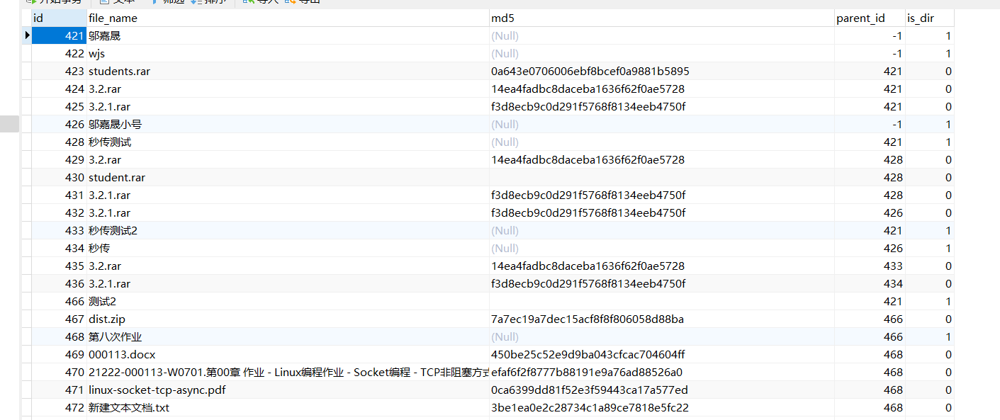 开始事务 文本 筛选 排序 导入 导出
id file_name md5 parent_id is_dir
421 邬嘉晟 (Null) -1 1
422 wjs (Null) -1 1
423 students.rar 0a643e0706006ebf8bcef0a9881b5895 421 0
424 3.2.rar 14ea4fadbc8daceba1636f62f0ae5728 421 0
425 3.2.1.rar f3d8ecb9c0d291f5768f8134eeb4750f 421 0
426 邬嘉晟小号 (Null) -1 1
428 秒传测试 (Null) 421 1
429 3.2.rar 14ea4fadbc8daceba1636f62f0ae5728 428 0
430 student.rar 428 0
431 3.2.1.rar f3d8ecb9c0d291f5768f8134eeb4750f 428 0
432 3.2.1.rar f3d8ecb9c0d291f5768f8134eeb4750f 426 0
433 秒传测试2 (Null) 421 1
434 秒传 (Null) 426 1
435 3.2.rar 14ea4fadbc8daceba1636f62f0ae5728 433 0
436 3.2.1.rar f3d8ecb9c0d291f5768f8134eeb4750f 434 0
466 测试2 421 1
467 dist.zip 7a7ec19a7dec15acf8f8f806058d88ba 466 0
468 第八次作业 (Null) 466 1
469 000113.docx 450be25c52e9d9ba043cfcac704604ff 468 0
470 21222-000113-W0701.第00章 作业 - Linux编程作业 - Socket编程 - TCP非阻塞方式 efaf6f2f8777b88191e9a76ad88526a0 468 0
471 linux-socket-tcp-async.pdf 0ca6399dd81f52e3f59443ca17a577ed 468 0
472 新建文本文档.txt 3be1ea0e2c28734c1a89ce7818e5fc22 468 0